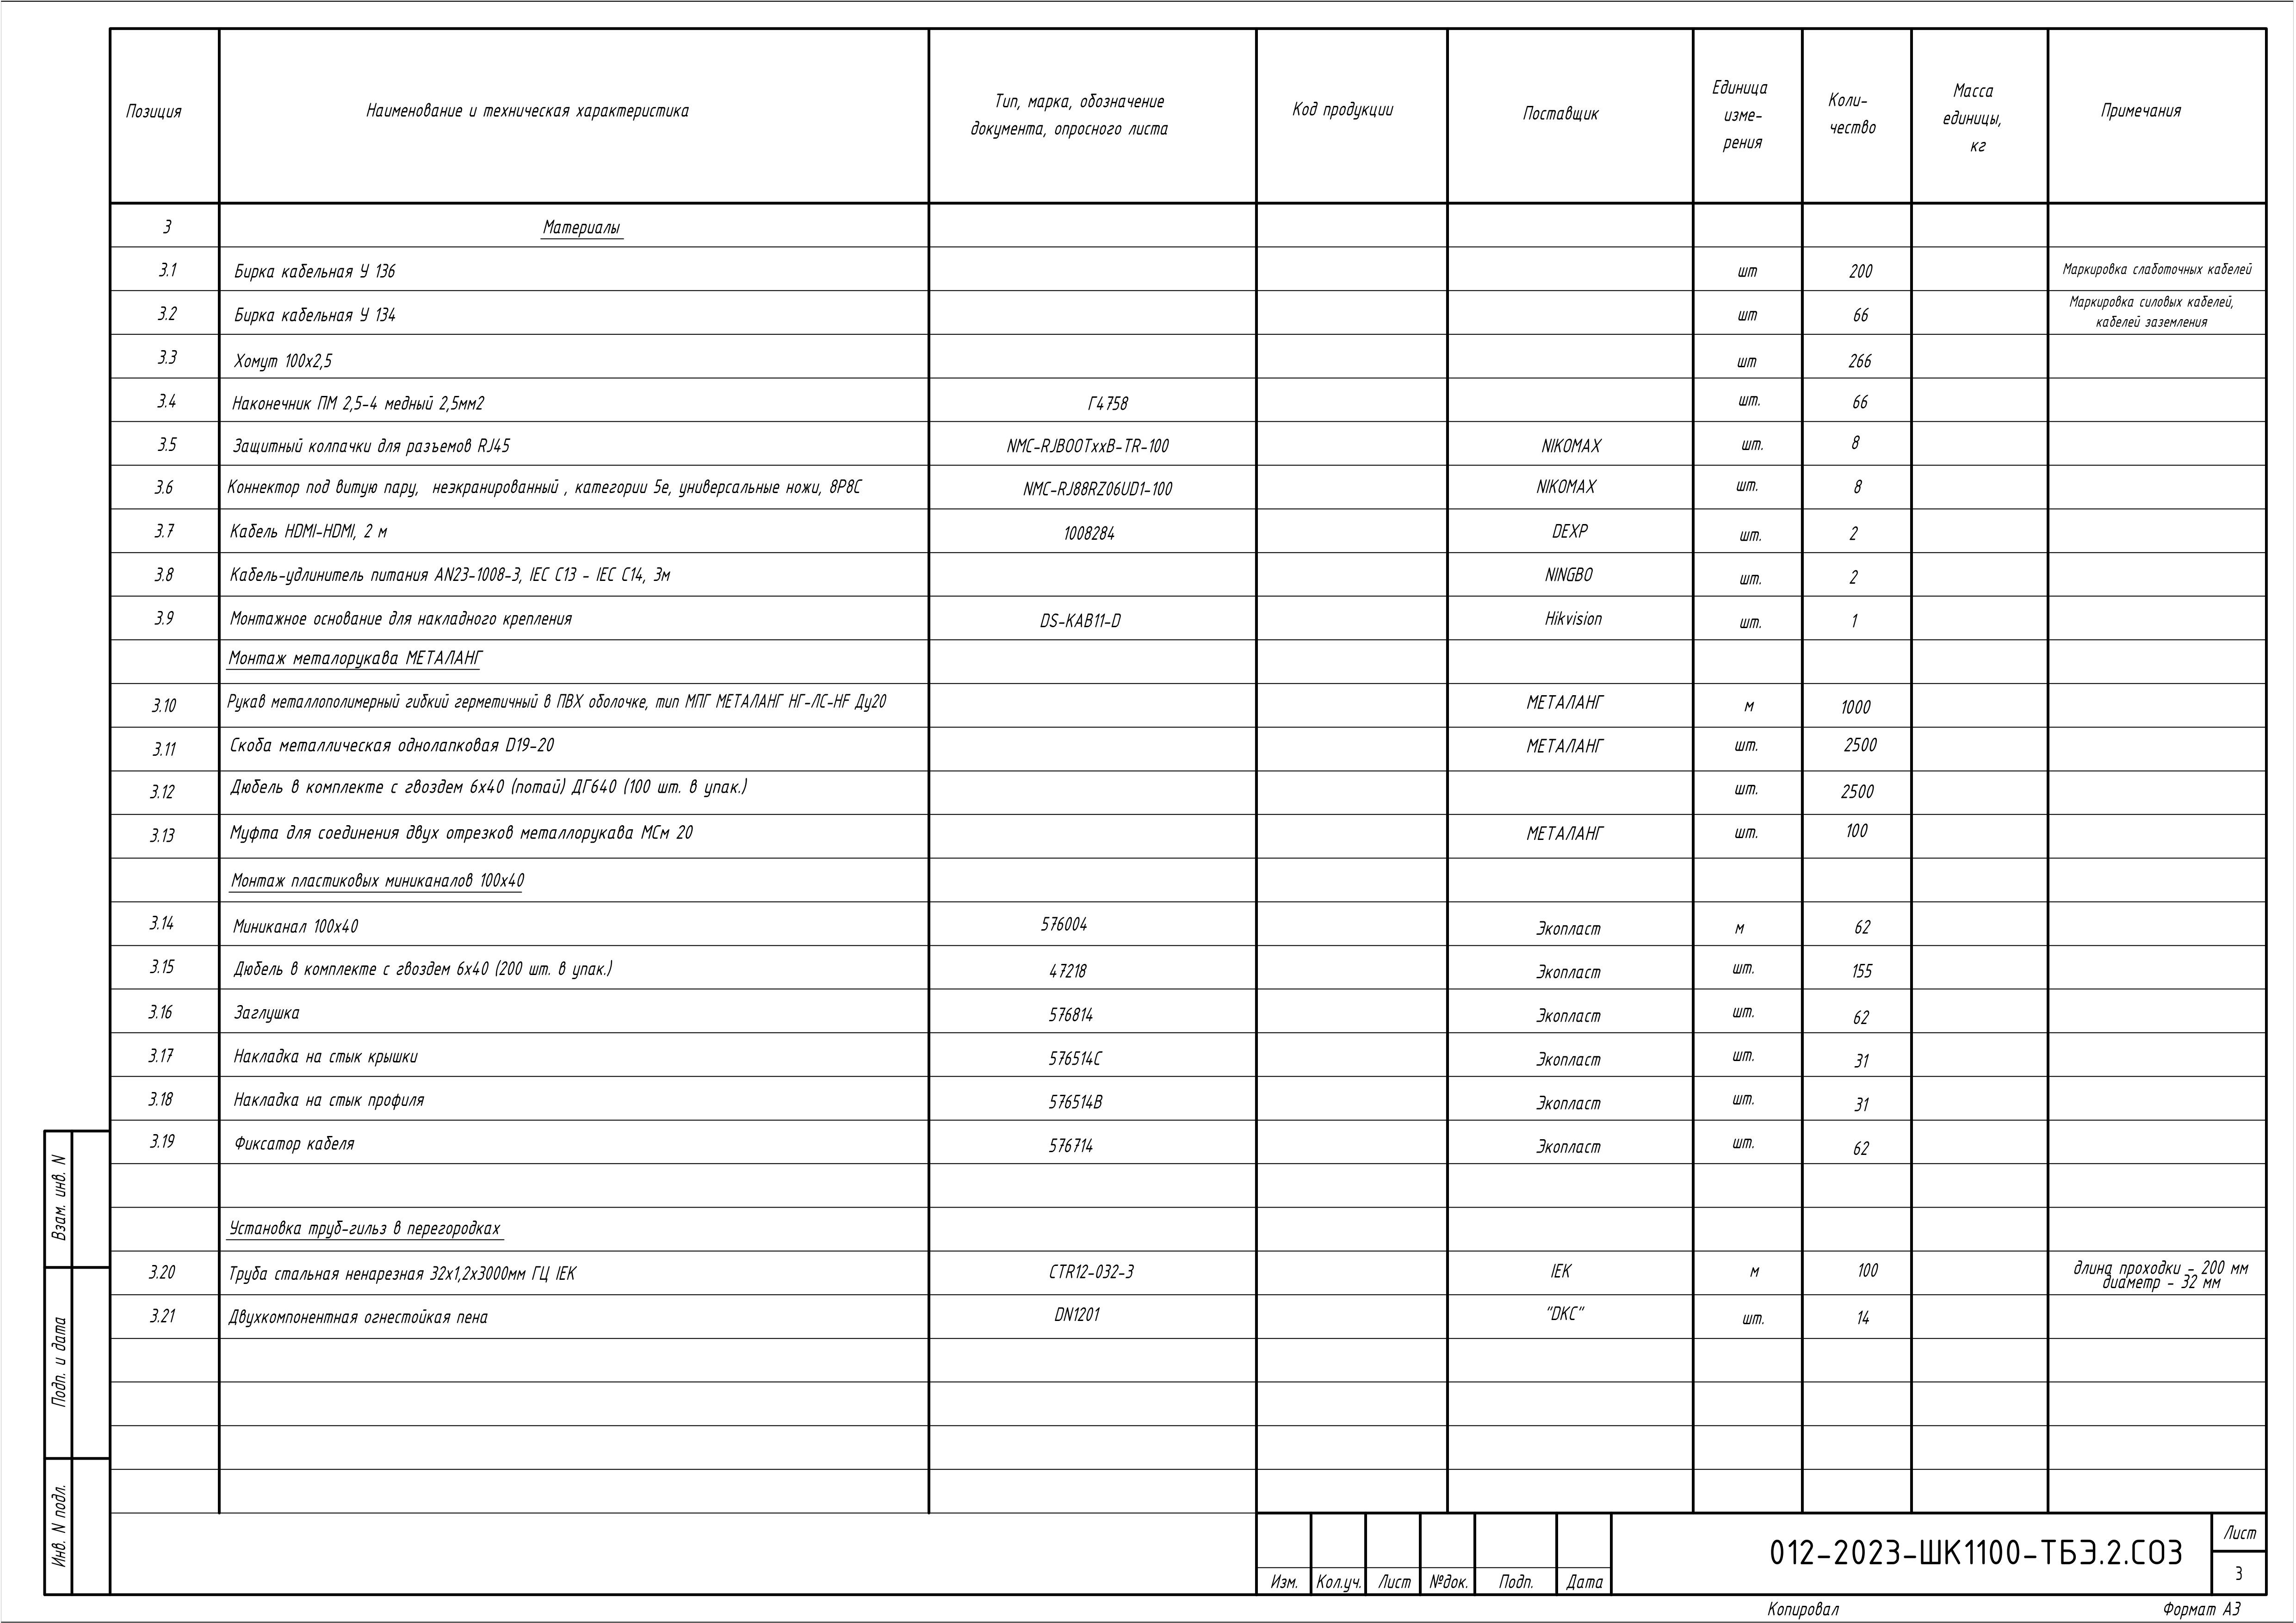 Позиция Наименование и техническая характеристика Тип, марка, обозначение документа, опросного листа Код продукции Поставщик Единица изме-рения Коли-чество Масса единицы, кг Примечания
3 Материалы
3.1 Бирка кабельная У 136 шт 200 Маркировка слаботочных кабелей
3.2 Бирка кабельная У 134 шт 66 Маркировка силовых кабелей, кабелей заземления
3.3 Хомут 100х2,5 шт 266
3.4 Наконечник ПМ 2,5-4 медный 2,5мм2 Г4758 шт. 66
3.5 Защитный колпачки для разъемов RJ45 NMC-RJBOOTxxB-TR-100 NIKOMAX шт. 8
3.6 Коннектор под витую пару, неэкранированный , категории 5е, универсальные ножи, 8P8C NMC-RJ88RZ06UD1-100 NIKOMAX шт. 8
3.7 Кабель HDMI-HDMI, 2 м 1008284 DEXP шт. 2
3.8 Кабель-удлинитель питания AN23-1008-3, IEC C13 - IEC C14, 3м NINGBO шт. 2
3.9 Монтажное основание для накладного крепления DS-KAB11-D Hikvision шт. 1
Монтаж металорукава МЕТАЛАНГ
3.10 Рукав металлополимерный гибкий герметичный в ПВХ оболочке, тип МПГ МЕТАЛАНГ НГ-ЛС-HF Ду20 МЕТАЛАНГ м 1000
3.11 Скоба металлическая однолапковая D19-20 МЕТАЛАНГ шт. 2500
3.12 Дюбель в комплекте с гвоздем 6х40 (потай) ДГ640 (100 шт. в упак.) шт. 2500
3.13 Муфта для соединения двух отрезков металлорукава МСм 20 МЕТАЛАНГ шт. 100
Монтаж пластиковых миниканалов 100х40
3.14 Миниканал 100х40 576004 Экопласт м 62
3.15 Дюбель в комплекте с гвоздем 6х40 (200 шт. в упак.) 47218 Экопласт шт. 155
3.16 Заглушка 576814 Экопласт шт. 62
3.17 Накладка на стык крышки 576514C Экопласт шт. 31
3.18 Накладка на стык профиля 576514B Экопласт шт. 31
3.19 Фиксатор кабеля 576714 Экопласт шт. 62
Установка труб-гильз в перегородках
3.20 Труба стальная ненарезная 32х1,2х3000мм ГЦ IEK CTR12-032-3 IEK м 100 длина проходки - 200 мм диаметр - 32 мм
3.21 Двухкомпонентная огнестойкая пена DN1201 "DKC" шт. 14
Взам. инв. N
Подп. и дата
Инв. N подл.
Изм. Кол.уч. Лист №док. Подп. Дата
012-2023-ШК1100-ТБЭ.2.СО3
Лист
3
Копировал Формат А3